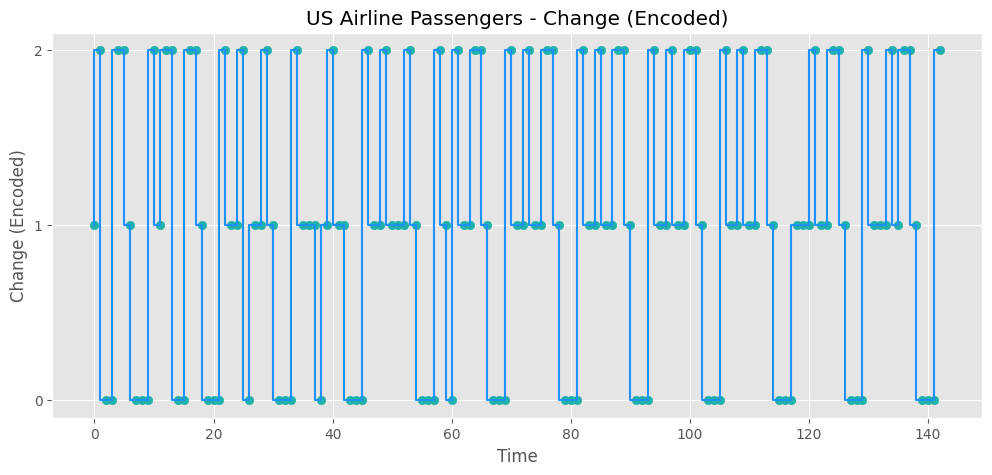 US Airline Passengers - Change (Encoded)
Change (Encoded)
2
1
0
0 20 40 60 80 100 120 140
Time